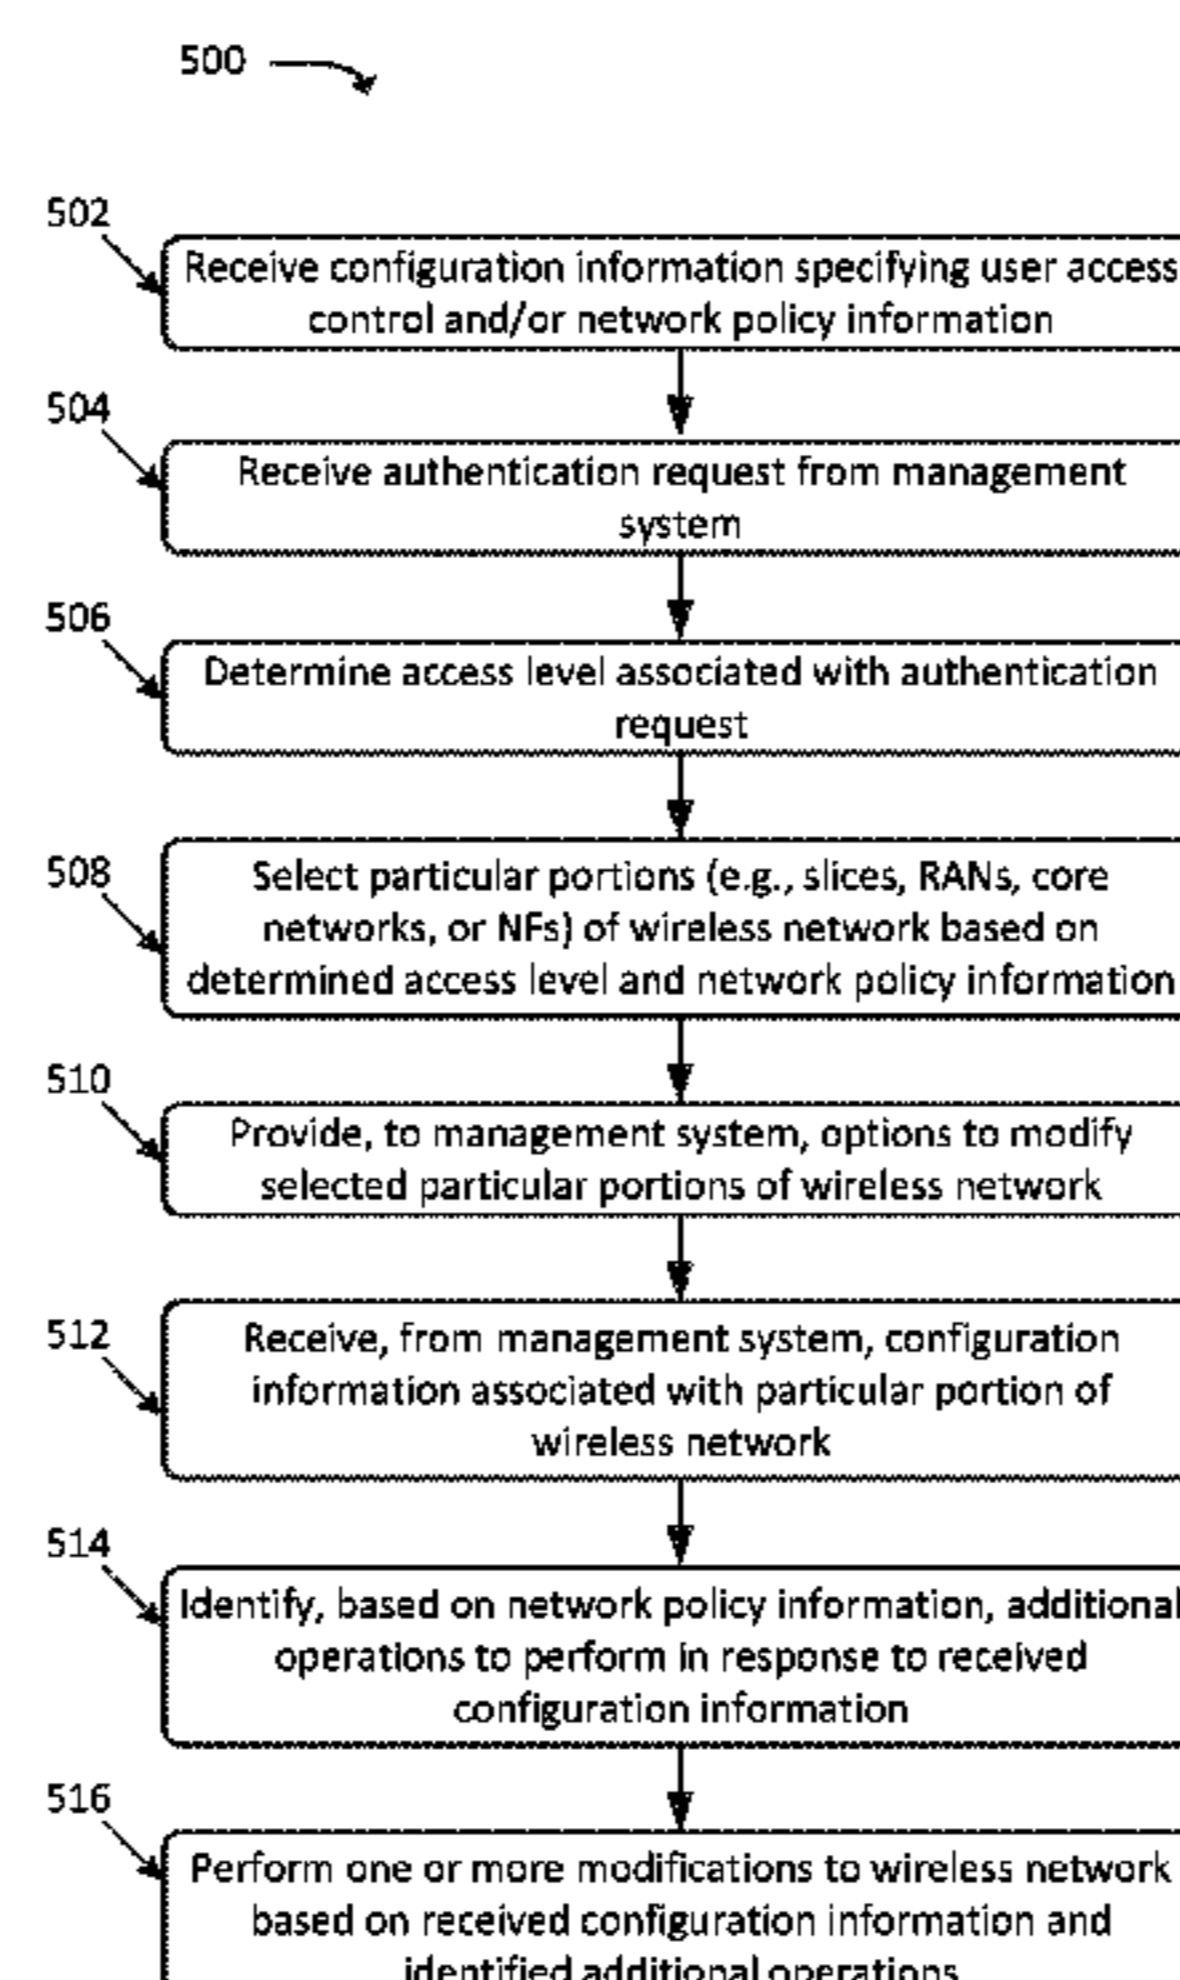 500
502
Receive configuration information specifying user access
control and/or network policy information
504
Receive authentication request from management
system
506
Determine access level associated with authentication
request
508
Select particular portions (e.g., slices, RANs, core
networks, or NFs) of wireless network based on
determined access level and network policy information
510
Provide, to management system, options to modify
selected particular portions of wireless network
512
Receive, from management system, configuration
information associated with particular portion of
wireless network
514
Identify, based on network policy information, additional
operations to perform in response to received
configuration information
516
Perform one or more modifications to wireless network
based on received configuration information and
identified additional operations